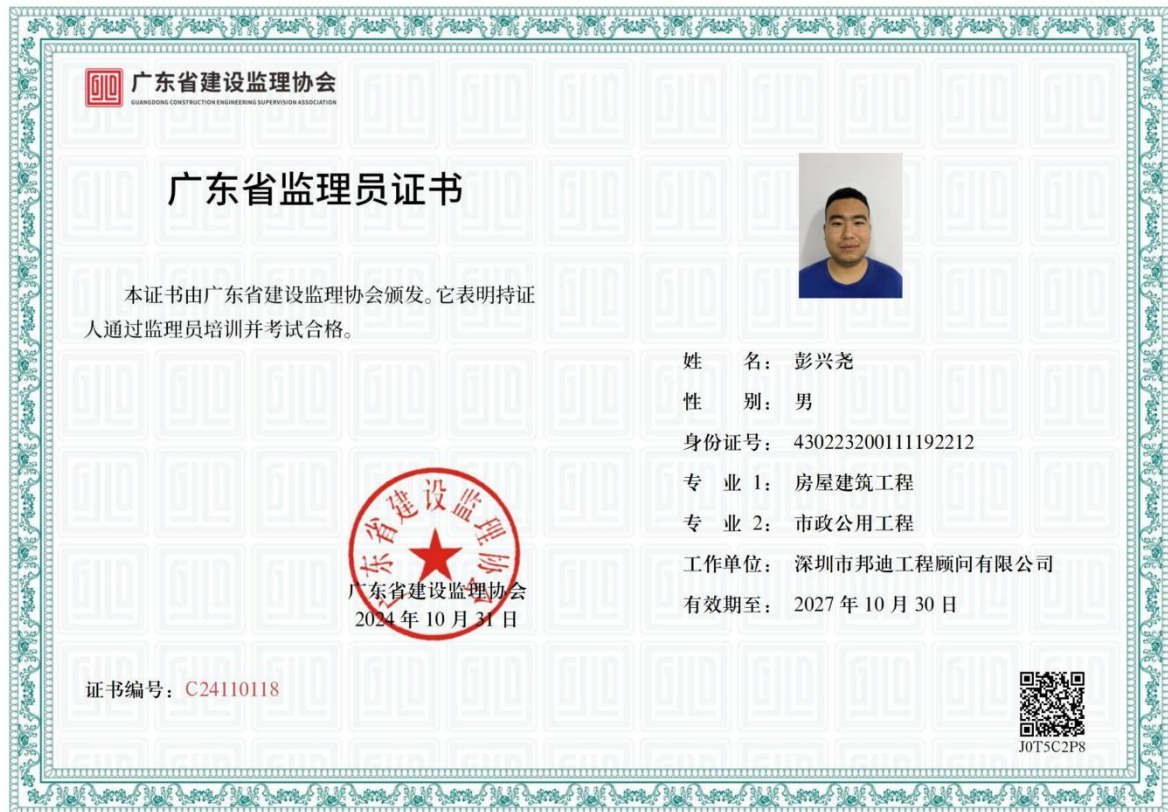 广东省建设监理协会
GUANGDONG CONSTRUCTION ENGINEERING SUPERVISION ASSOCIATION
广东省监理员证书
本证书由广东省建设监理协会颁发。它表明持证
人通过监理员培训并考试合格。
姓 名： 彭兴尧
性 别： 男
身份证号： 430223200111192212
专 业 1： 房屋建筑工程
专 业 2： 市政公用工程
工作单位： 深圳市邦迪工程顾问有限公司
有效期至： 2027 年 10 月 30 日
广东省建设监理协会
广东省建设监理协会
2024 年 10 月 31 日
证书编号：C24110118
J0T5C2P8